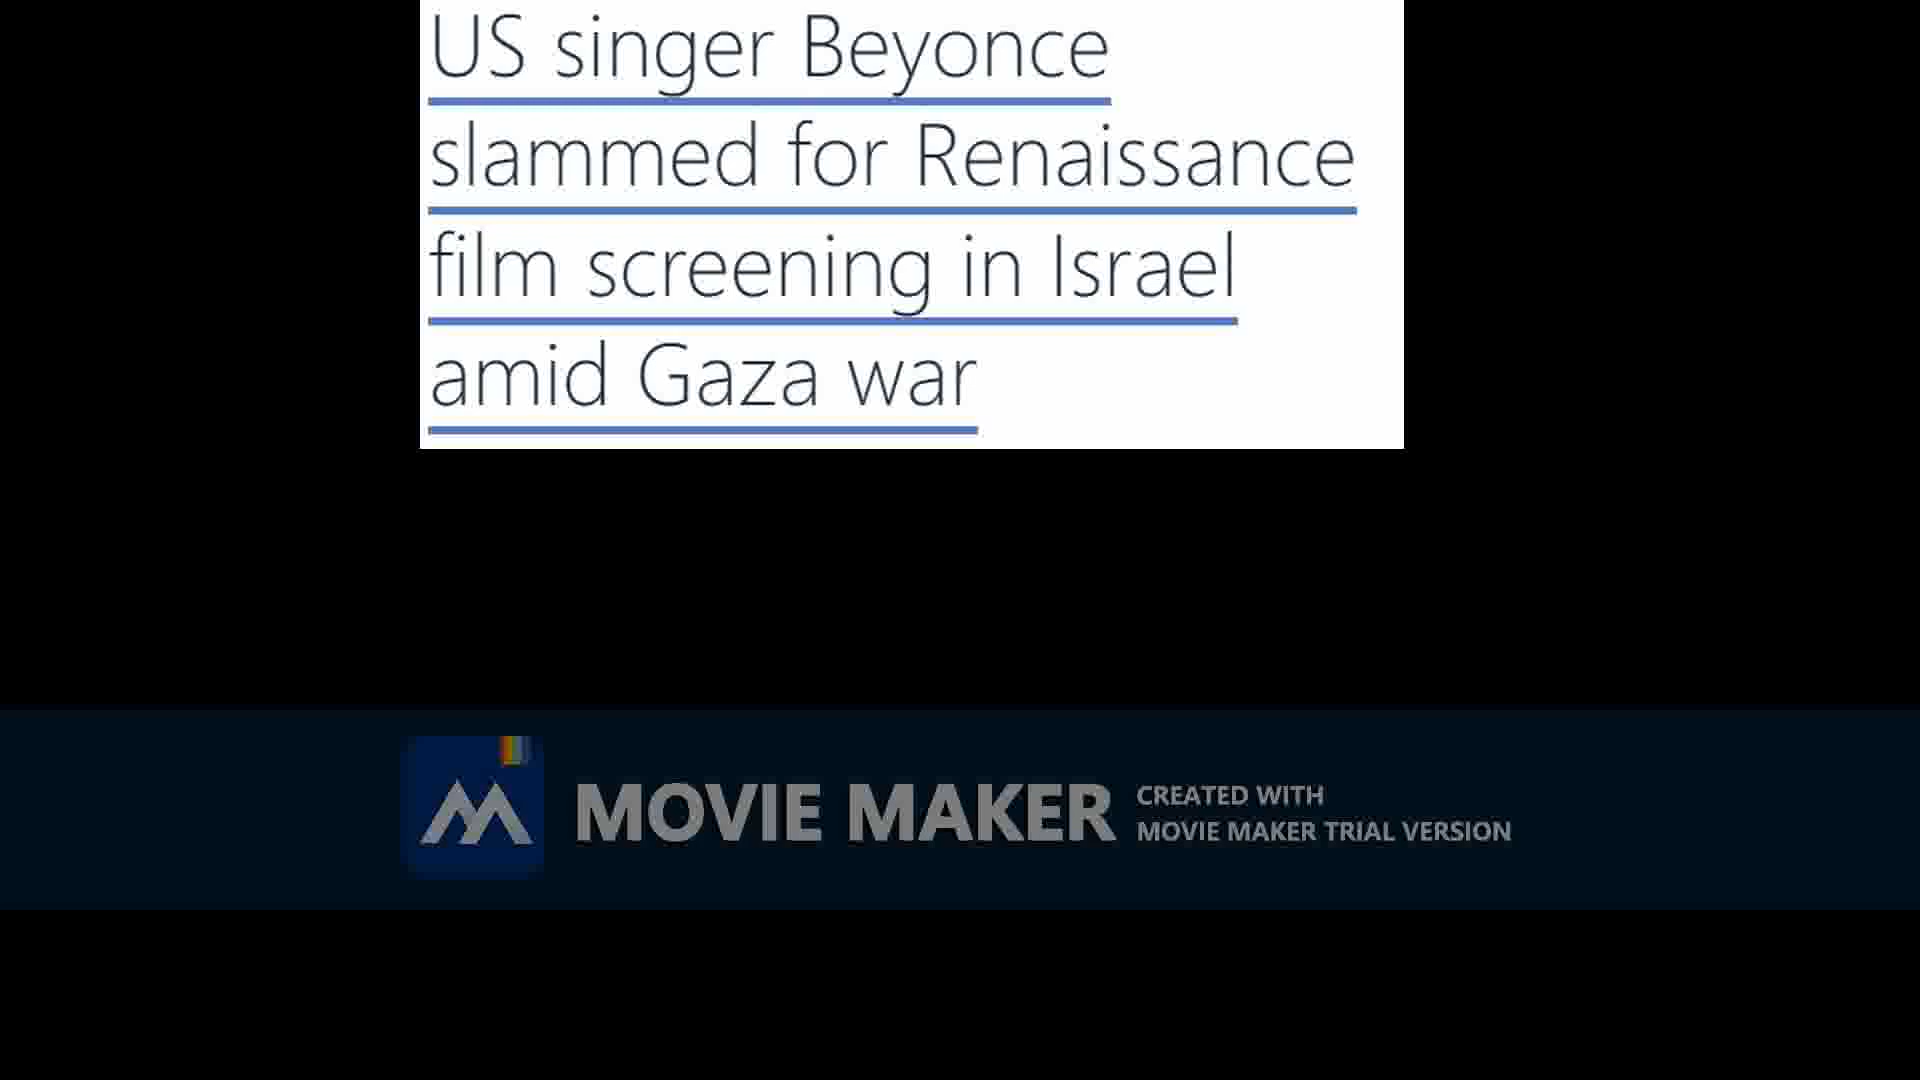 US singer Beyonce
slammed for Renaissance
film screening in Israel
amid Gaza war
MOVIE MAKER
CREATED WITH
MOVIE MAKER TRIAL VERSION